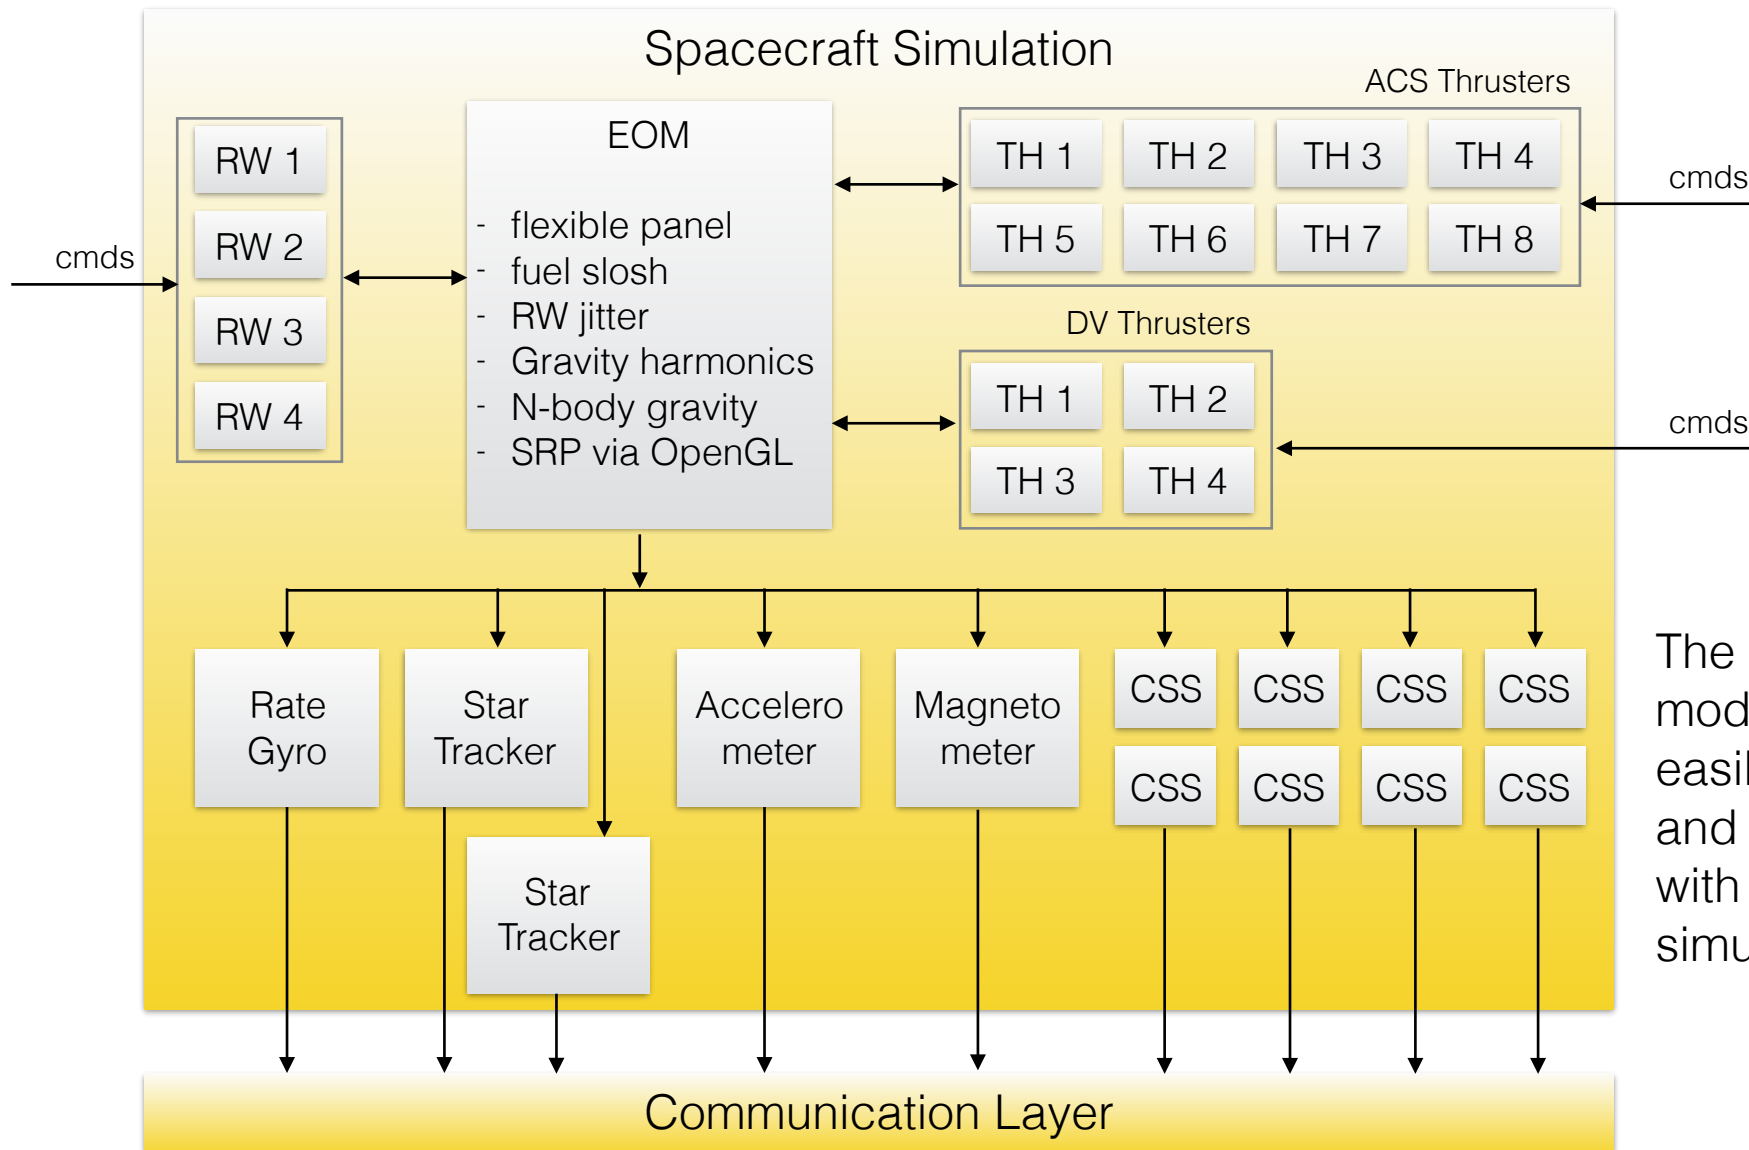 Spacecraft Simulation
ACS Thrusters
RW 1
RW 2
RW 3
RW 4
cmds
EOM
- flexible panel
- fuel slosh
- RW jitter
- Gravity harmonics
- N-body gravity
- SRP via OpenGL
TH 1 TH 2 TH 3 TH 4
TH 5 TH 6 TH 7 TH 8
cmds
DV Thrusters
TH 1 TH 2
TH 3 TH 4
cmds
Rate
Gyro
Star
Tracker
Star
Tracker
Accelero
meter
Magneto
meter
CSS CSS CSS CSS
CSS CSS CSS CSS
The
and
with
Communication Layer